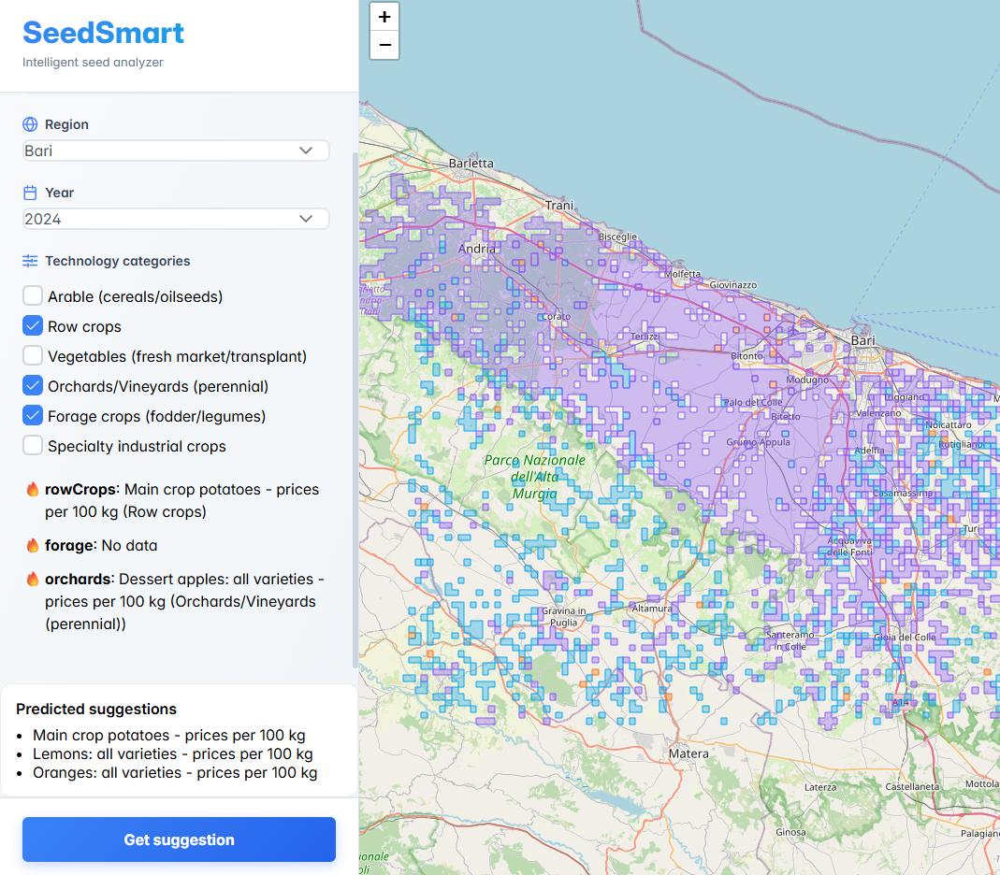 SeedSmart
Intelligent seed analyzer
Region
Bari
Year
2024
Technology categories
Arable (cereals/oilseeds)
Row crops
Vegetables (fresh market/transplant)
Orchards/Vineyards (perennial)
Forage crops (fodder/legumes)
Specialty industrial crops
rowCrops: Main crop potatoes - prices
per 100 kg (Row crops)
forage: No data
orchards: Dessert apples: all varieties -
prices per 100 kg (Orchards/Vineyards
(perennial))
Predicted suggestions
• Main crop potatoes - prices per 100 kg
• Lemons: all varieties - prices per 100 kg
• Oranges: all varieties - prices per 100 kg
Get suggestion
+
−
Barletta
Trani
Bisceglie
Andria
Molfetta
Giovinazzo
Corato
Terlizzi
Bari
Bitonto
Modugno
Palo del Colle
Bitetto
Valenzano
Noicattaro
Grumo Appula
Adelfia
Rutigliano
Parco Nazionale
dell'Alta
Murgia
Casamassima
Turi
Acquaviva
delle Fonti
Gravina in
Puglia
Altamura
Santeramo
in Colle
Gioia del Colle
A14
Matera
Laterza
Castellaneta
Mottola
Ginosa
Palagian
ionale